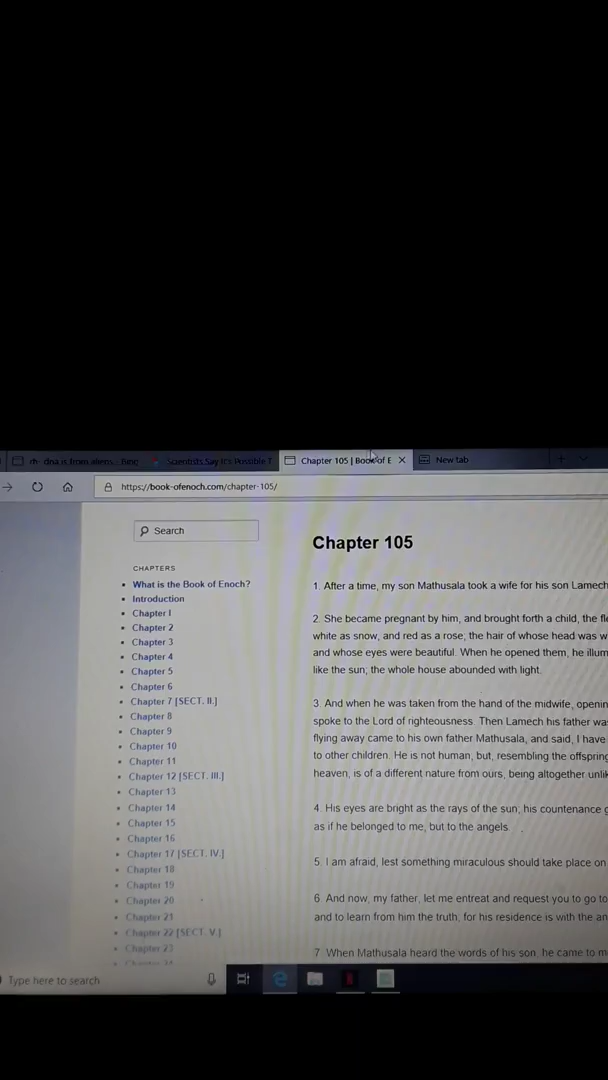 rh- dna is from aliens - Bing
Scientists Say It's Possible T
Chapter 105 | Book of E
New tab
https://book-ofenoch.com/chapter-105/
Search
CHAPTERS
What is the Book of Enoch?
Introduction
Chapter I
Chapter 2
Chapter 3
Chapter 4
Chapter 5
Chapter 6
Chapter 7 [SECT. II.]
Chapter 8
Chapter 9
Chapter 10
Chapter 11
Chapter 12 [SECT. III.]
Chapter 13
Chapter 14
Chapter 15
Chapter 16
Chapter 17 [SECT. IV.]
Chapter 18
Chapter 19
Chapter 20
Chapter 21
Chapter 22 [SECT. V.]
Chapter 23
Chapter 105
1. After a time, my son Mathusala took a wife for his son Lamech
2. She became pregnant by him, and brought forth a child, the fle
white as snow, and red as a rose; the hair of whose head was w
and whose eyes were beautiful. When he opened them, he illum
like the sun; the whole house abounded with light.
3. And when he was taken from the hand of the midwife, openin
spoke to the Lord of righteousness. Then Lamech his father was
flying away came to his own father Mathusala, and said, I have
to other children. He is not human; but, resembling the offspring
heaven, is of a different nature from ours, being altogether unlik
4. His eyes are bright as the rays of the sun; his countenance g
as if he belonged to me, but to the angels.
5. I am afraid, lest something miraculous should take place on
6. And now, my father, let me entreat and request you to go to
and to learn from him the truth; for his residence is with the an
7. When Mathusala heard the words of his son, he came to m
Type here to search